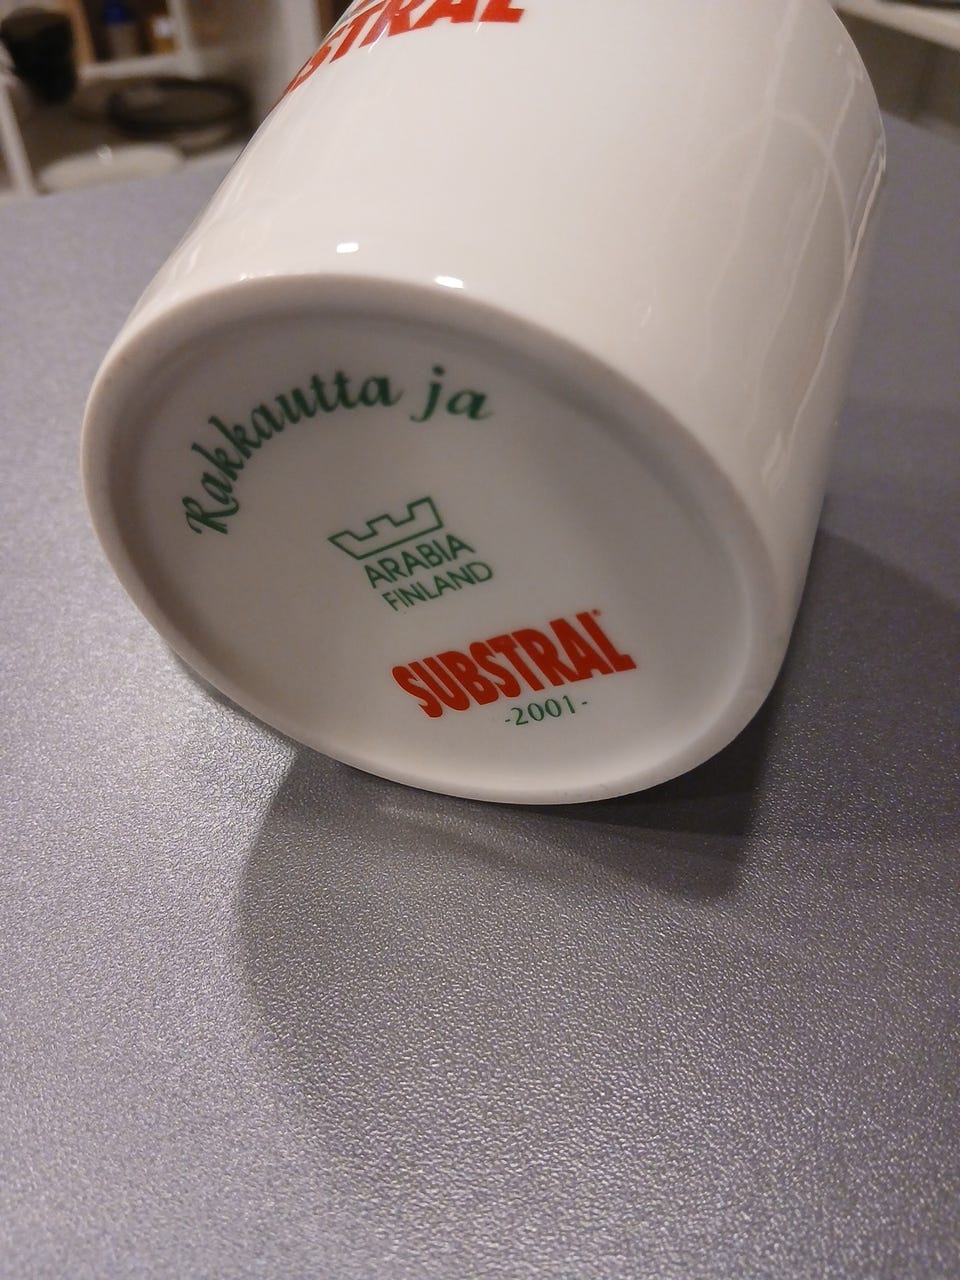 SUBSTRAL
Rakkautta ja
ARABIA
FINLAND
SUBSTRAL®
-2001-